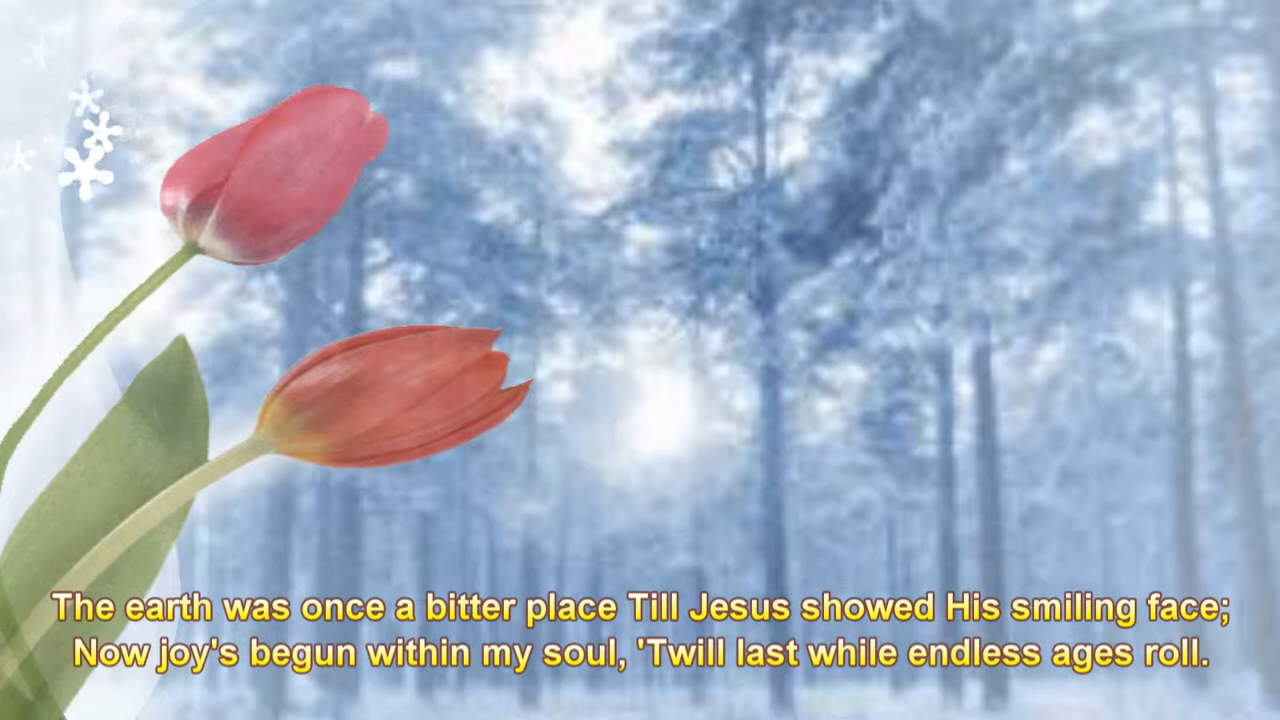 The earth was once a bitter place Till Jesus showed His smiling face;
Now joy's begun within my soul, 'Twill last while endless ages roll.